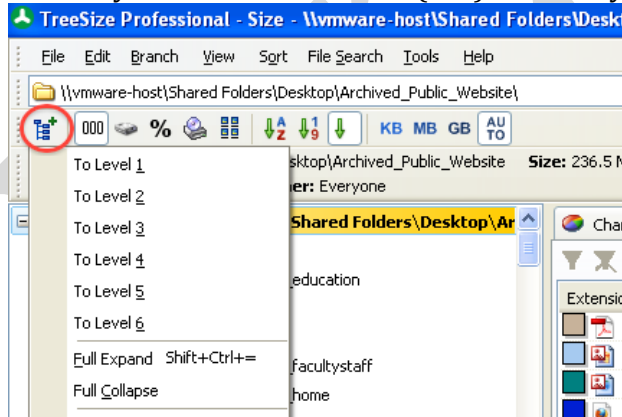 TreeSize Professional - Size - \\vmware-host\Shared Folders\Deskt
File Edit Branch View Sort File Search Tools Help
\\vmware-host\Shared Folders\Desktop\Archived_Public_Website\
000 % A Z 1 9 KB MB GB AU TO
sktop\Archived_Public_Website Size: 236.5 M
er: Everyone
To Level 1
To Level 2
To Level 3
To Level 4
To Level 5
To Level 6
Full Expand Shift+Ctrl+=
Full Collapse
Shared Folders\Desktop\Ar
_education
_facultystaff
_home
Char
Extensio